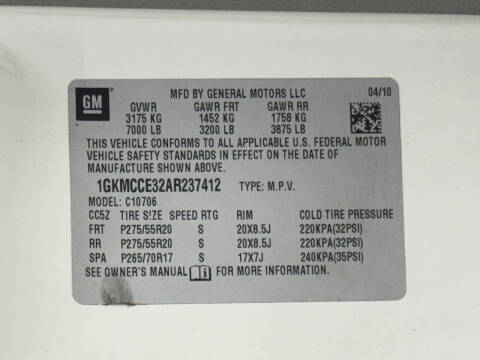 GM MFD BY GENERAL MOTORS LLC 04/10
GVWR GAWR FRT GAWR RR
3175 KG 1452 KG 1758 KG
7000 LB 3200 LB 3875 LB
THIS VEHICLE CONFORMS TO ALL APPLICABLE U.S. FEDERAL MOTOR
VEHICLE SAFETY STANDARDS IN EFFECT ON THE DATE OF
MANUFACTURE SHOWN ABOVE.
1GKMCCE32AR237412 TYPE: M.P.V.
MODEL: C10706
CC5Z TIRE SIZE SPEED RTG RIM COLD TIRE PRESSURE
FRT P275/55R20 S 20X8.5J 220KPA(32PSI)
RR P275/55R20 S 20X8.5J 220KPA(32PSI)
SPA P265/70R17 S 17X7J 240KPA(35PSI)
SEE OWNER'S MANUAL FOR MORE INFORMATION.